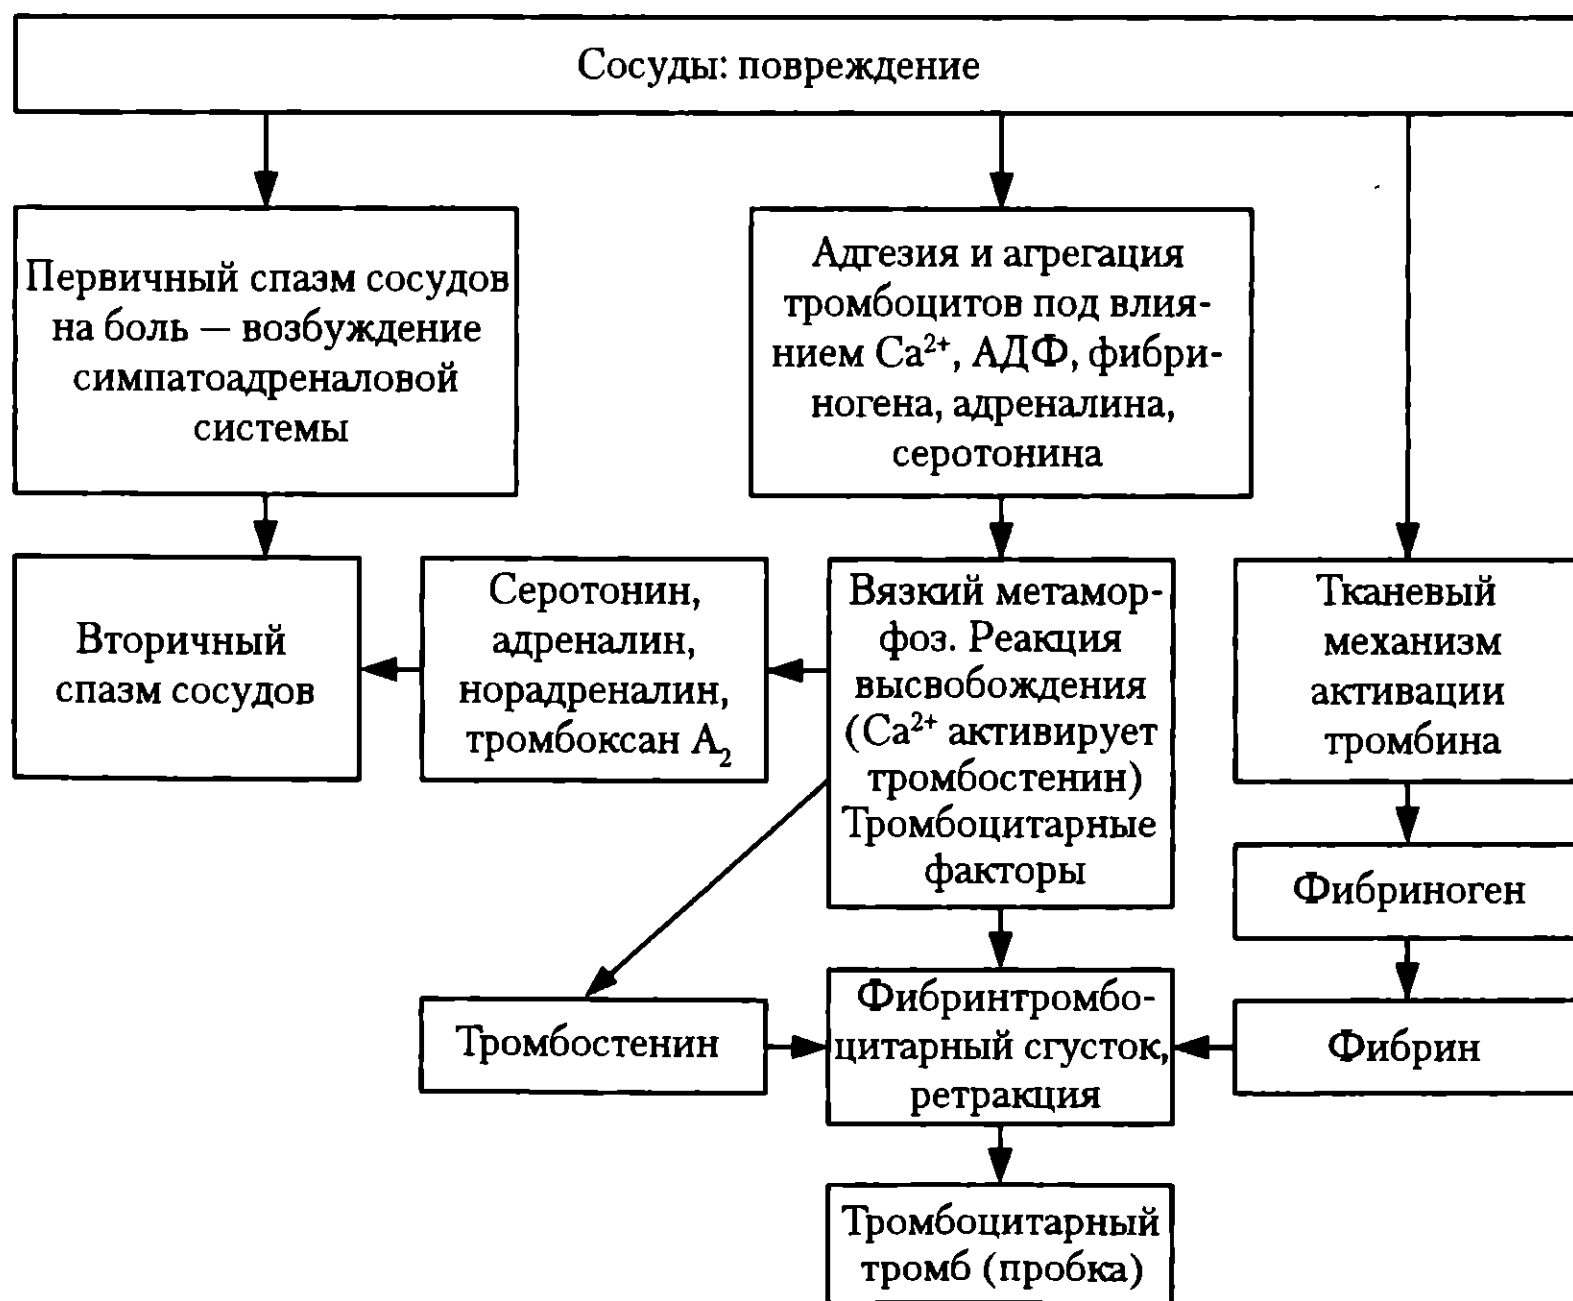 Сосуды: повреждение
Первичный спазм сосудов
на боль — возбуждение
симпатоадреналовой
системы
Адгезия и агрегация
тромбоцитов под влия-
нием Ca²⁺, АДФ, фибри-
ногена, адреналина,
серотонина
Вторичный
спазм сосудов
Серотонин,
адреналин,
норадреналин,
тромбоксан A₂
Вязкий метамор-
фоз. Реакция
высвобождения
(Ca²⁺ активирует
тромбостенин)
Тромбоцитарные
факторы
Тканевый
механизм
активации
тромбина
Фибриноген
Тромбостенин
Фибринтромбо-
цитарный сгусток,
ретракция
Фибрин
Тромбоцитарный
тромб (пробка)